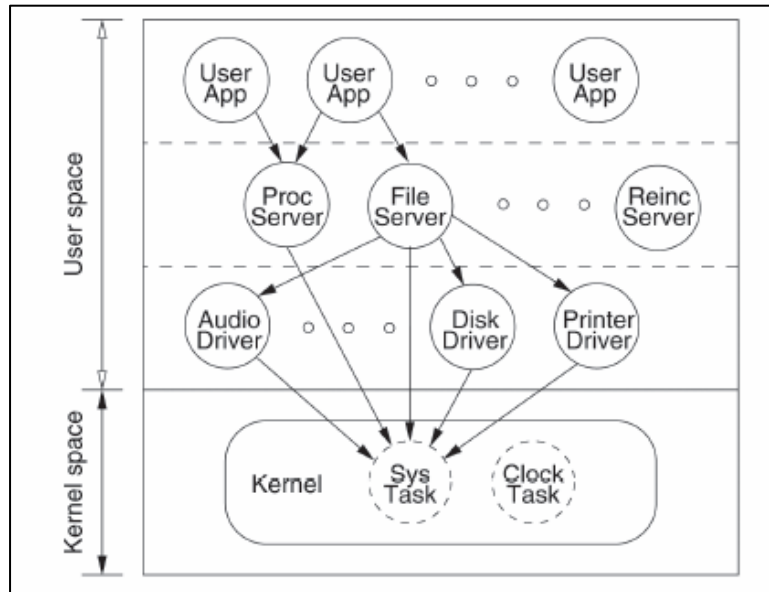 User space
User
App
User
App
User
App
Proc
Server
File
Server
Reinc
Server
Audio
Driver
Disk
Driver
Printer
Driver
Kernel space
Kernel
Sys
Task
Clock
Task